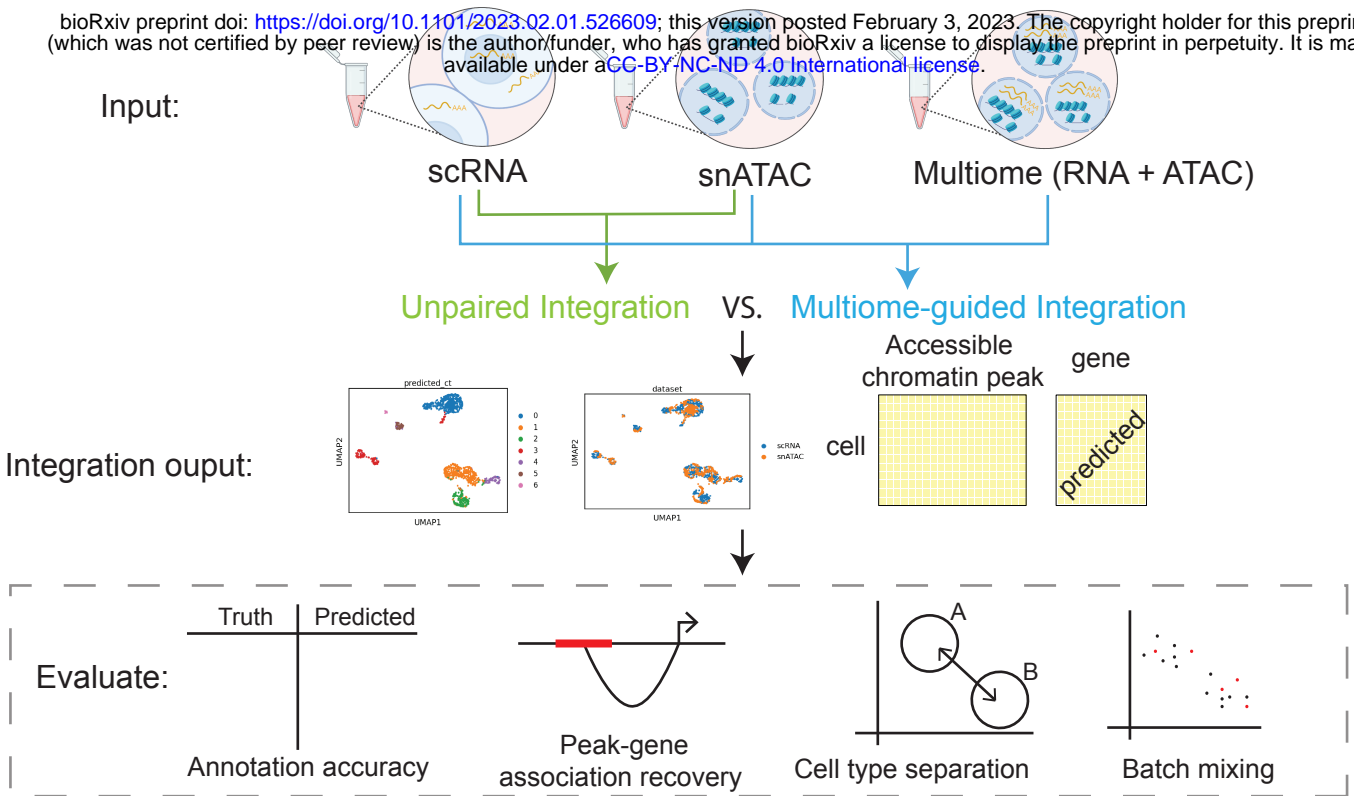 bioRxiv preprint doi: https://doi.org/10.1101/2023.02.01.526609; this version posted February 3, 2023. The copyright holder for this preprin
(which was not certified by peer review) is the author/funder, who has granted bioRxiv a license to display the preprint in perpetuity. It is ma
available under aCC-BY-NC-ND 4.0 International license.
Input:
AAA
AAA
AAA
AAA
AAA
scRNA
snATAC
Multiome (RNA + ATAC)
Unpaired Integration
VS.
Multiome-guided Integration
Integration ouput:
predicted_ct
UMAP2
UMAP1
0
1
2
3
4
5
6
dataset
UMAP2
UMAP1
scRNA
snATAC
Accessible
chromatin peak
gene
cell
predicted
Evaluate:
Truth
Predicted
Annotation accuracy
Peak-gene
association recovery
A
B
Cell type separation
Batch mixing